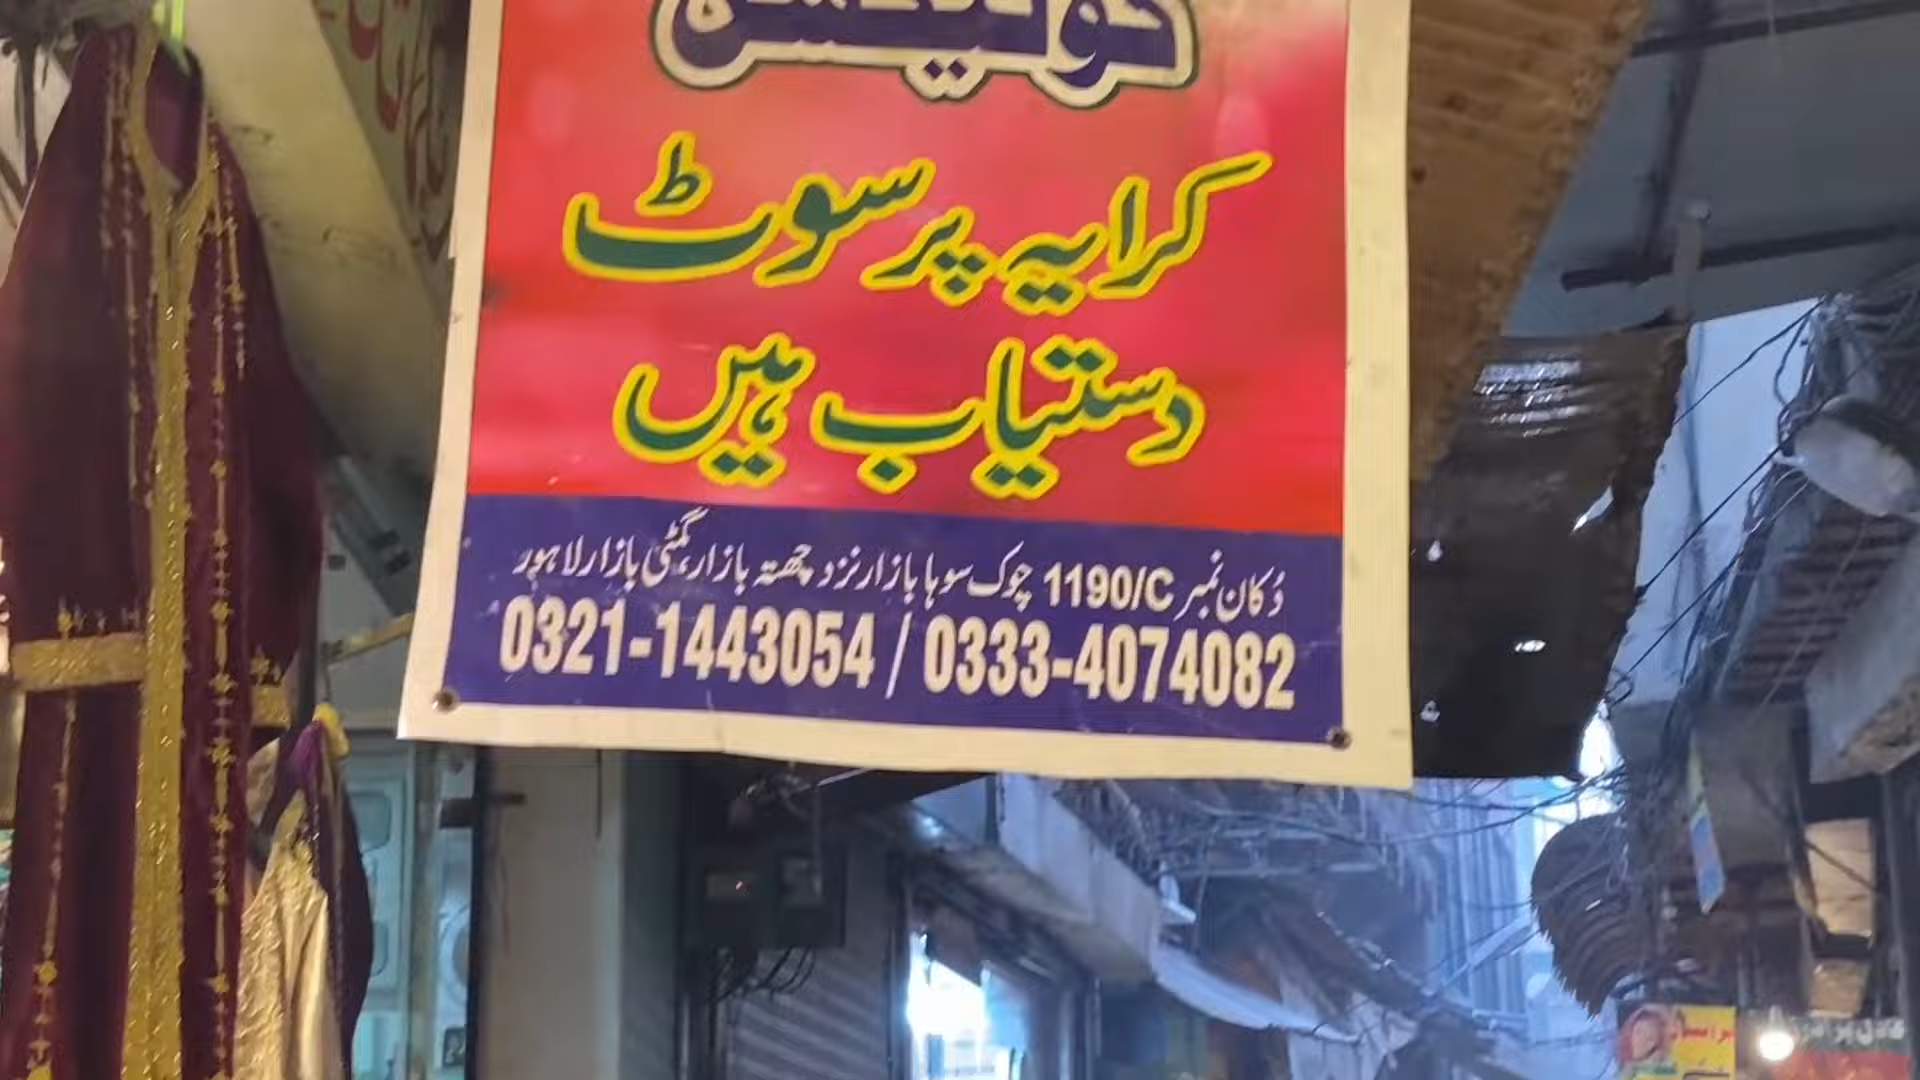 کرایہ پر سوٹ
دستیاب ہیں
دُکان نمبر 1190/C چوک سوہا بازار نزد چھتہ بازار، گمٹی بازار لاہور
0321-1443054 / 0333-4074082